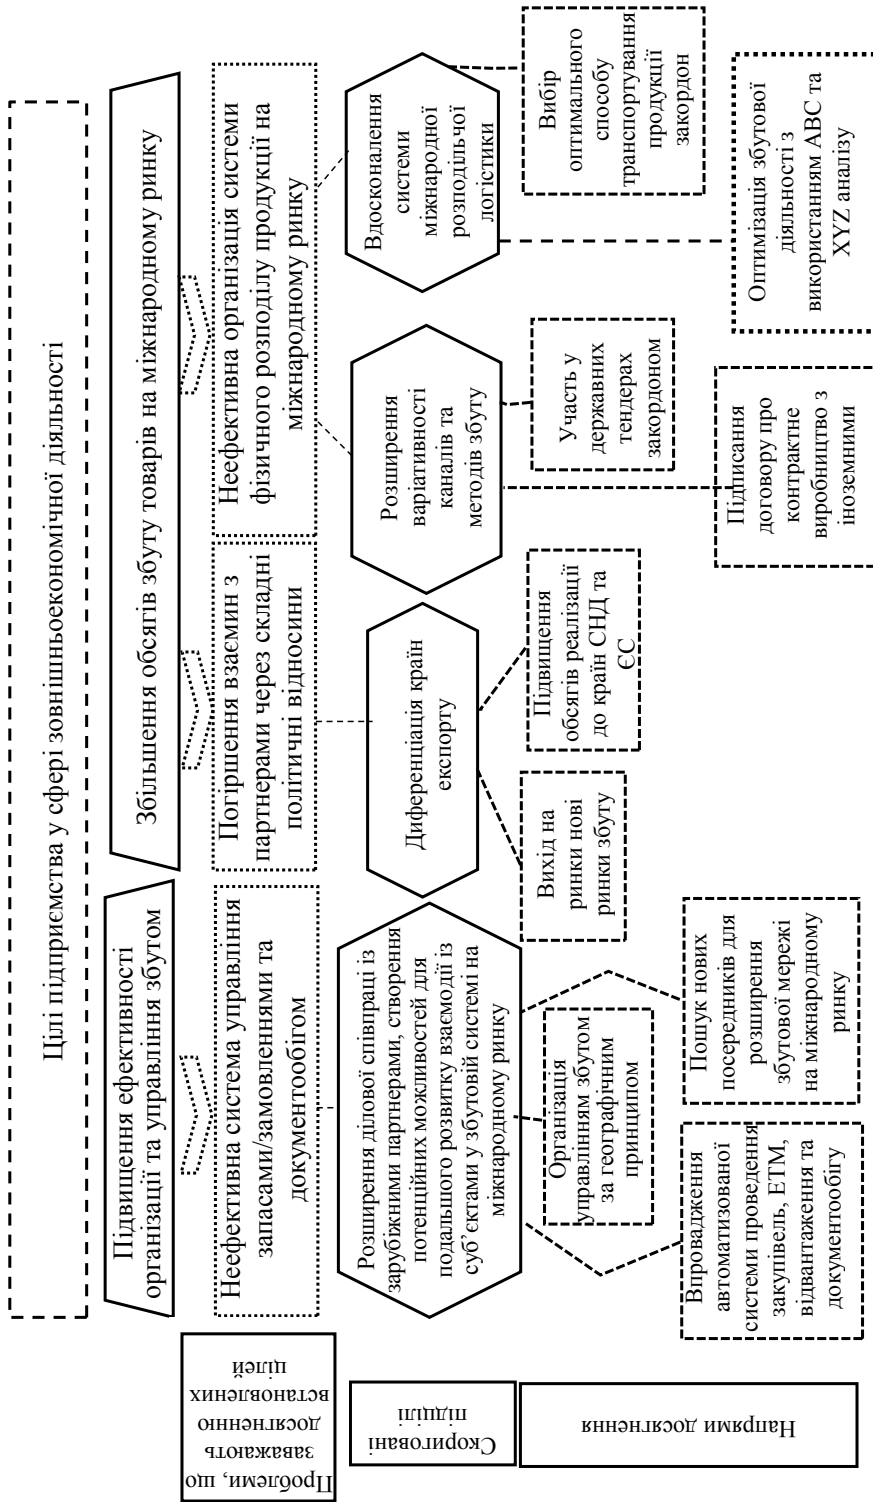 Цілі підприємства у сфері зовнішньоекономічної діяльності
Підвищення ефективності
організації та управління збутом
Збільшення обсягів збуту товарів на міжнародному ринку
Проблеми, що
заважають
досягненню
встановлених
цілей
Неефективна система управління
запасами/замовленнями та
документообігом
Погіршення взаємин з
партнерами через складні
політичні відносини
Неефективна організація системи
фізичного розподілу продукції на
міжнародному ринку
Скориговані
підцілі
Розширення ділової співпраці із
зарубіжними партнерами, створення
потенційних можливостей для
подальшого розвитку взаємодії із
суб’єктами у збутовій системі на
міжнародному ринку
Диференціація країн
експорту
Розширення
варіативності
каналів та
методів збуту
Вдосконалення
системи
міжнародної
розподільчої
логістики
Напрями досягнення
Впровадження
автоматизованої
системи проведення
закупівель, ЕТМ,
відвантаження та
документообігу
Організація
управлінням збутом
за географічним
принципом
Пошук нових
посередників для
розширення
збутової мережі
на міжнародному
ринку
Вихід на
ринки нові
ринки збуту
Підвищення
обсягів реалізації
до країн СНД та
ЄС
Участь у
державних
тендерах
закордоном
Підписання
договору про
контрактне
виробництво з
іноземними
Вибір
оптимального
способу
транспортування
продукції
закордон
Оптимізація збутової
діяльності з
використанням АВС та
XYZ аналізу